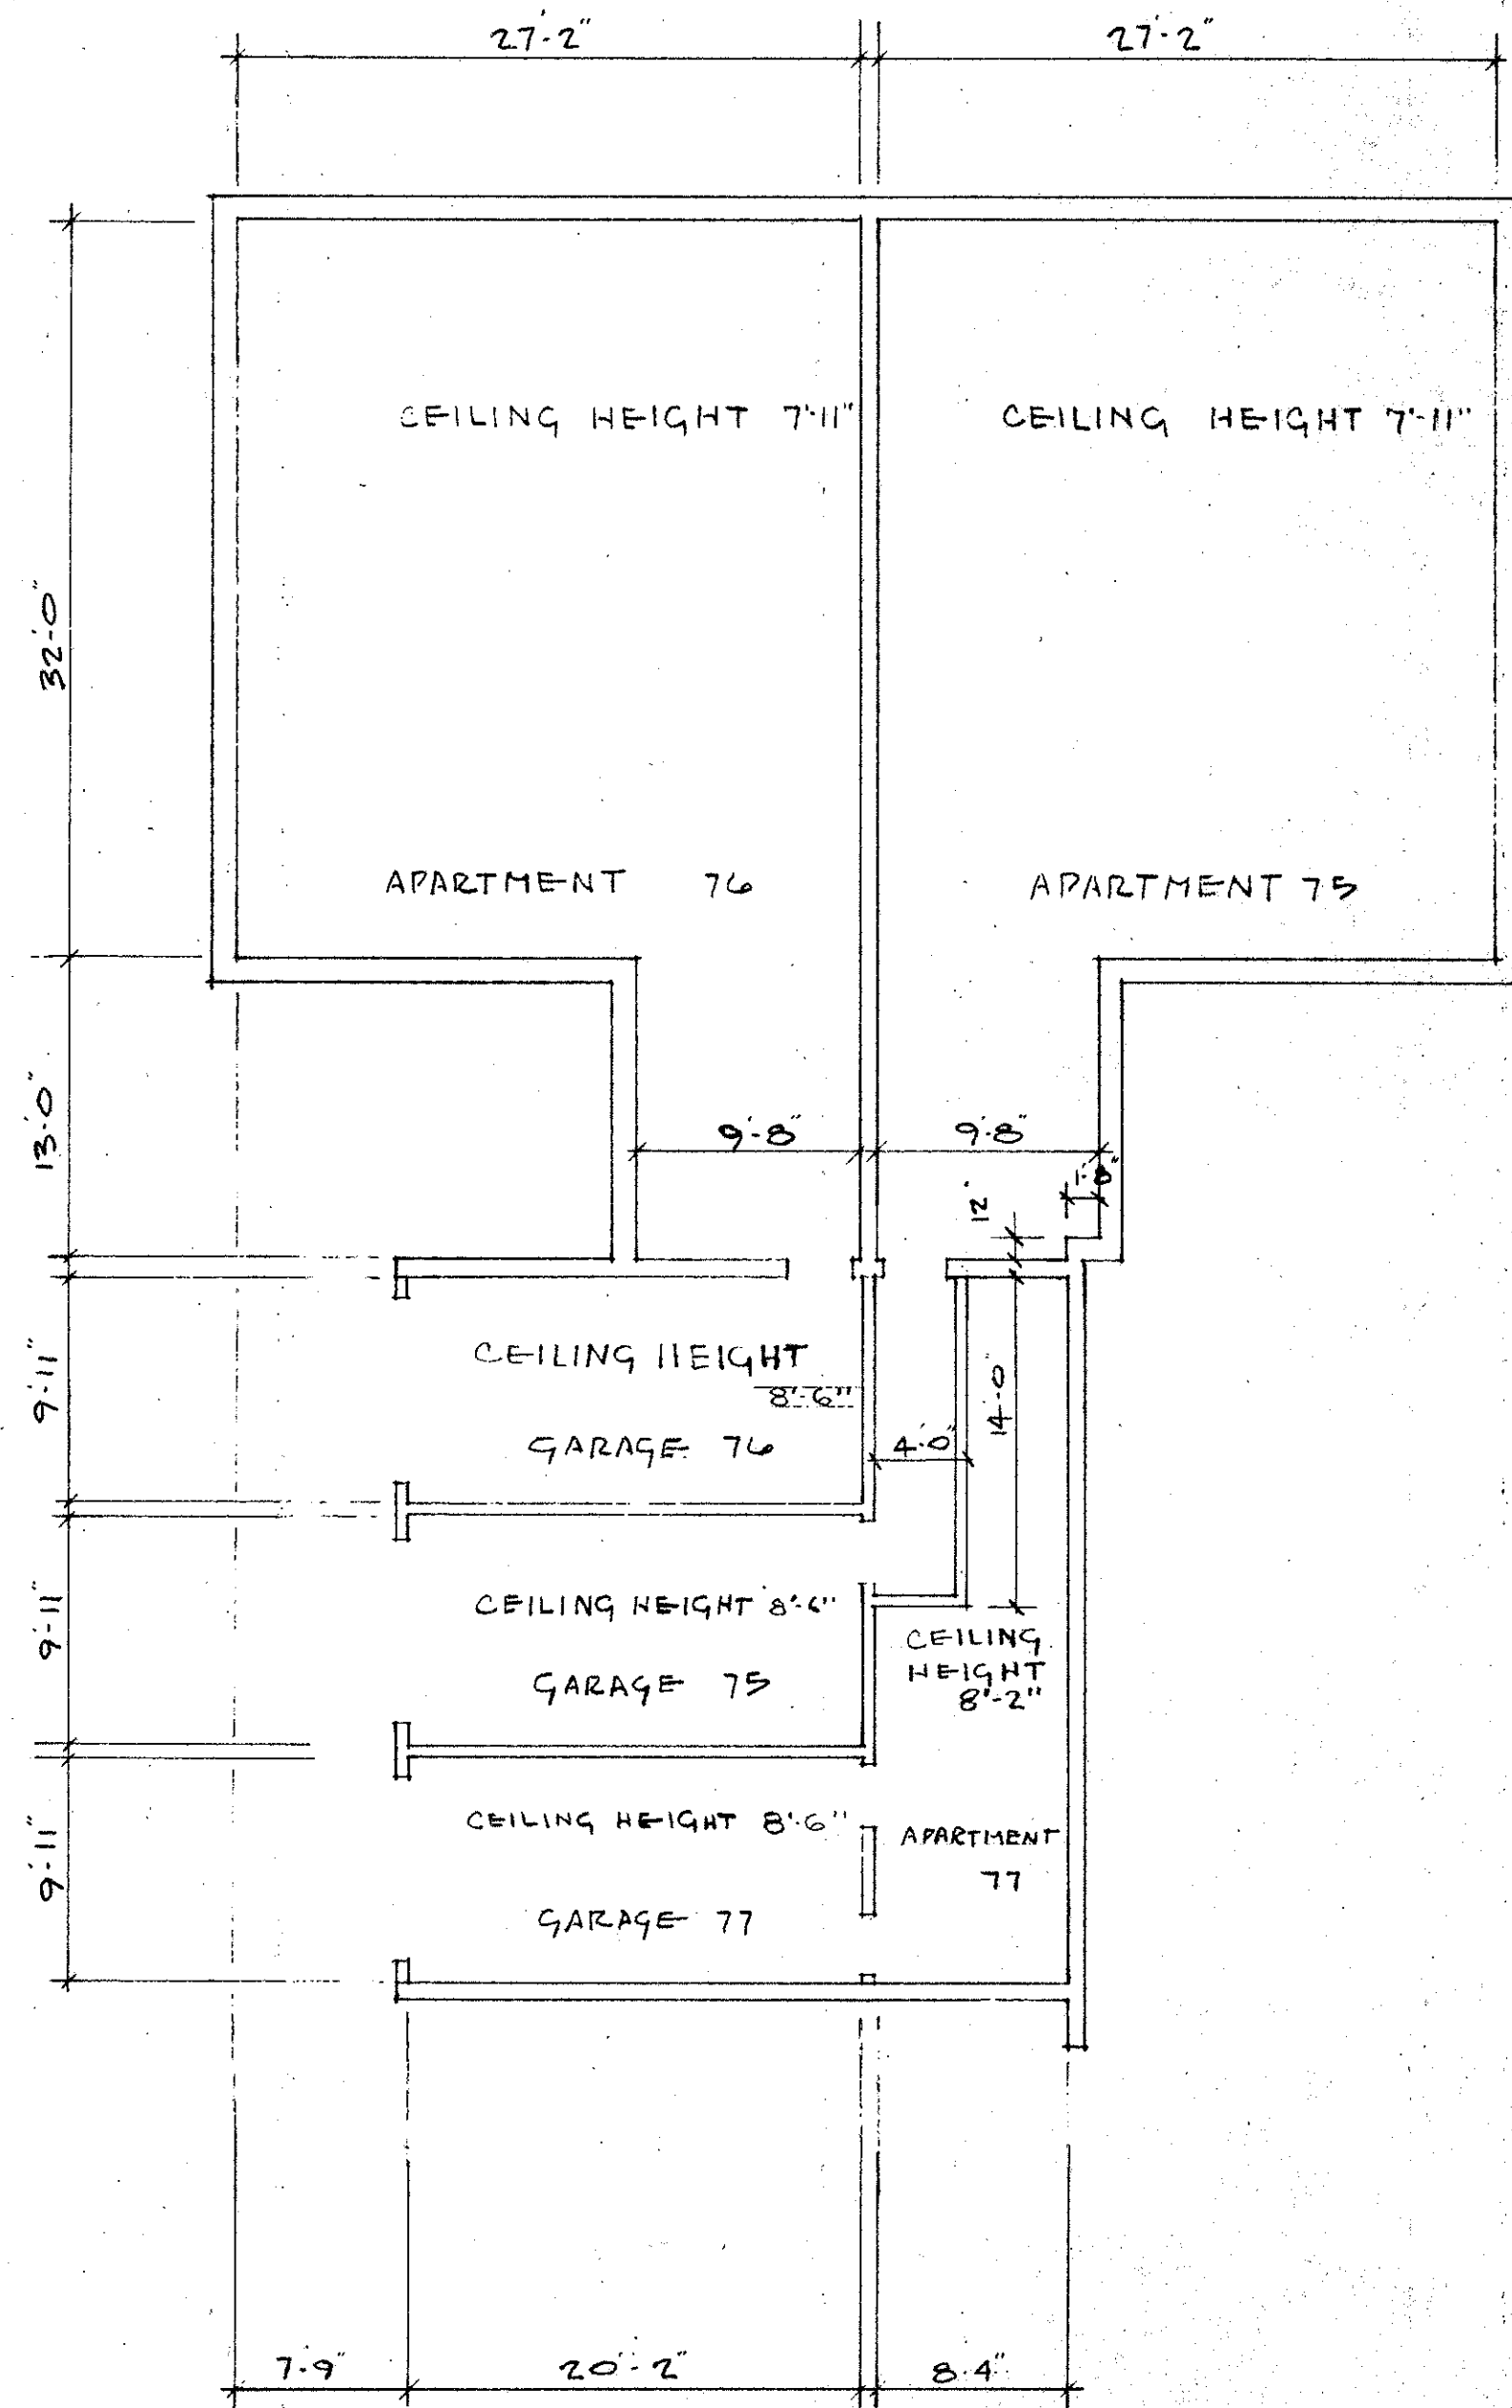 27'-2"
27'-2"
CEILING HEIGHT 7'-11"
CEILING HEIGHT 7'-11"
32'-0"
APARTMENT 76
APARTMENT 75
13'-0"
9'-8"
9'-8"
1'-8"
12"
CEILING HEIGHT
8'-6"
9'-11"
14'-0"
GARAGE 76
4'-0"
CEILING HEIGHT 8'-6"
9'-11"
CEILING
HEIGHT
8'-2"
GARAGE 75
CEILING HEIGHT 8'-6"
APARTMENT
77
9'-11"
GARAGE 77
7'-9"
20'-2"
8'-4"